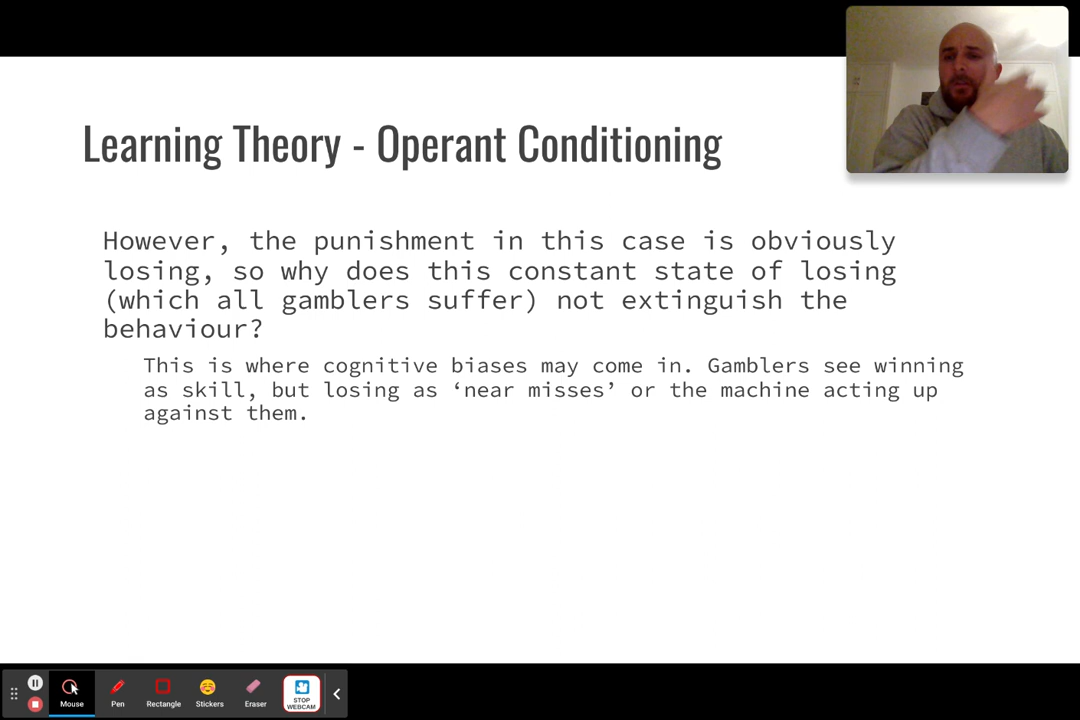 Learning Theory - Operant Conditioning
However, the punishment in this case is obviously
losing, so why does this constant state of losing
(which all gamblers suffer) not extinguish the
behaviour?
This is where cognitive biases may come in. Gamblers see winning
as skill, but losing as ‘near misses’ or the machine acting up
against them.
Mouse
Pen
Rectangle
Stickers
Eraser
STOP
WEBCAM